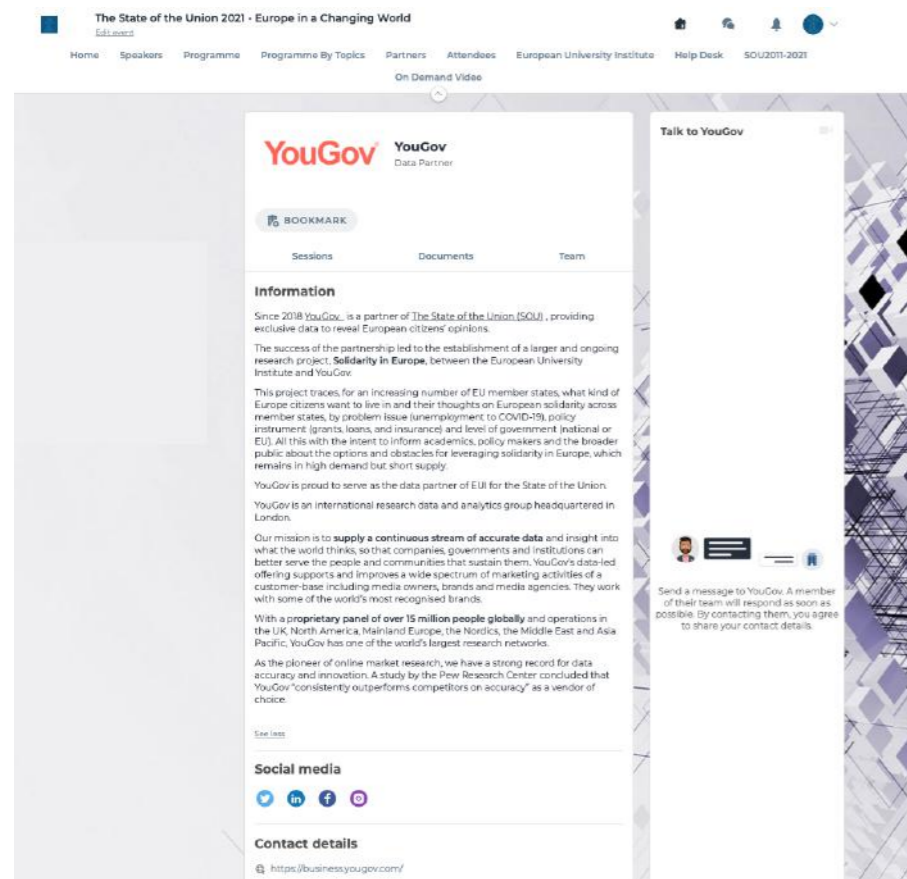 The State of the Union 2021 - Europe in a Changing World
Edit event
Home Speakers Programme Programme By Topics Partners Attendees European University Institute Help Desk SOU2011-2021
On Demand Video
YouGov
YouGov
Data Partner
BOOKMARK
Sessions Documents Team
Information
Since 2018 YouGov is a partner of The State of the Union (SOU) , providing
exclusive data to reveal European citizens' opinions.
The success of the partnership led to the establishment of a larger and ongoing
research project, Solidarity in Europe, between the European University
Institute and YouGov.
This project traces, for an increasing number of EU member states, what kind of
Europe citizens want to live in and their thoughts on European solidarity across
member states, by problem issue (unemployment to COVID-19), policy
instrument (grants, loans, and insurance) and level of government (national or
EU). All this with the intent to inform academics, policy makers and the broader
public about the options and obstacles for leveraging solidarity in Europe, which
remains in high demand but short supply.
YouGov is proud to serve as the data partner of EUI for the State of the Union.
YouGov is an international research data and analytics group headquartered in
London.
Our mission is to supply a continuous stream of accurate data and insight into
what the world thinks, so that companies, governments and institutions can
better serve the people and communities that sustain them. YouGov's data-led
offering supports and improves a wide spectrum of marketing activities of a
customer-base including media owners, brands and media agencies. They work
with some of the world's most recognised brands.
With a proprietary panel of over 15 million people globally and operations in
the UK, North America, Mainland Europe, the Nordics, the Middle East and Asia
Pacific, YouGov has one of the world's largest research networks.
As the pioneer of online market research, we have a strong record for data
accuracy and innovation. A study by the Pew Research Center concluded that
YouGov "consistently outperforms competitors on accuracy" as a vendor of
choice.
See less
Social media
Contact details
https://business.yougov.com/
Talk to YouGov
Send a message to YouGov. A member
of their team will respond as soon as
possible. By contacting them, you agree
to share your contact details.